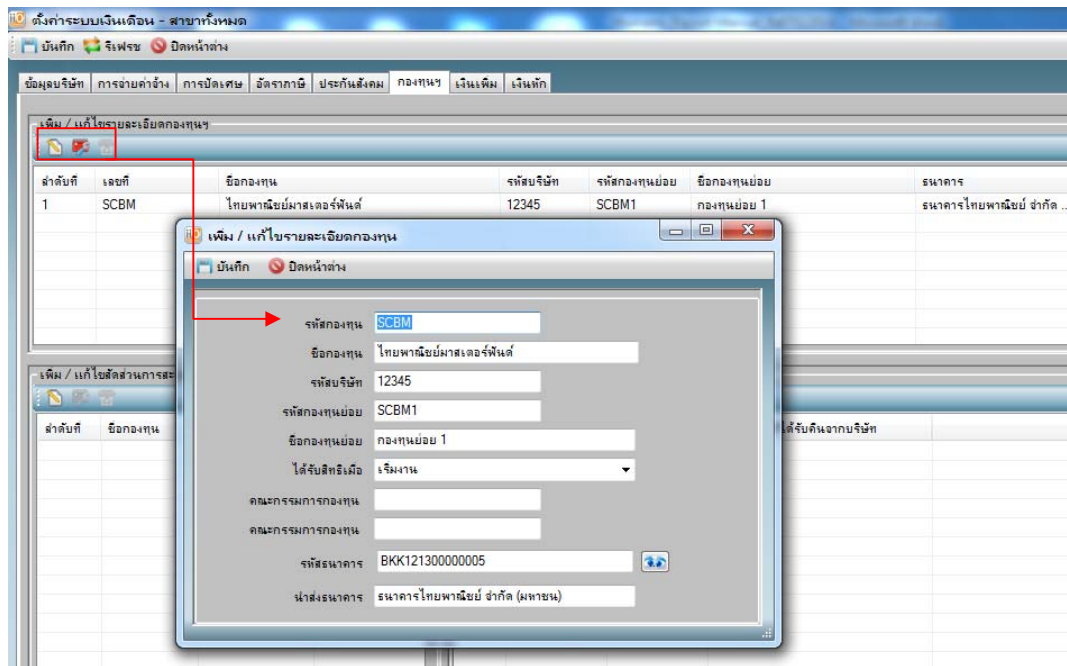 ตั้งค่าระบบเงินเดือน - สาขาทั้งหมด
บันทึก รีเฟรช ปิดหน้าต่าง
ข้อมูลบริษัท การจ่ายค่าจ้าง การปัดเศษ อัตราภาษี ประกันสังคม กองทุนฯ เงินเพิ่ม เงินหัก
เพิ่ม / แก้ไขรายละเอียดกองทุนฯ
ลำดับที่ เลขที่ ชื่อกองทุน รหัสบริษัท รหัสกองทุนย่อย ชื่อกองทุนย่อย ธนาคาร
1 SCBM ไทยพาณิชย์มาสเตอร์ฟันด์ 12345 SCBM1 กองทุนย่อย 1 ธนาคารไทยพาณิชย์ จำกัด ...
เพิ่ม / แก้ไขรายละเอียดกองทุน
บันทึก ปิดหน้าต่าง
รหัสกองทุน SCBM
ชื่อกองทุน ไทยพาณิชย์มาสเตอร์ฟันด์
รหัสบริษัท 12345
รหัสกองทุนย่อย SCBM1
ชื่อกองทุนย่อย กองทุนย่อย 1
ได้รับสิทธิเมื่อ เริ่มงาน
คณะกรรมการกองทุน
คณะกรรมการกองทุน
รหัสธนาคาร BKK121300000005
นำส่งธนาคาร ธนาคารไทยพาณิชย์ จำกัด (มหาชน)
เพิ่ม / แก้ไขสัดส่วนการสะ
ลำดับที่ ชื่อกองทุน ได้รับคืนจากบริษัท